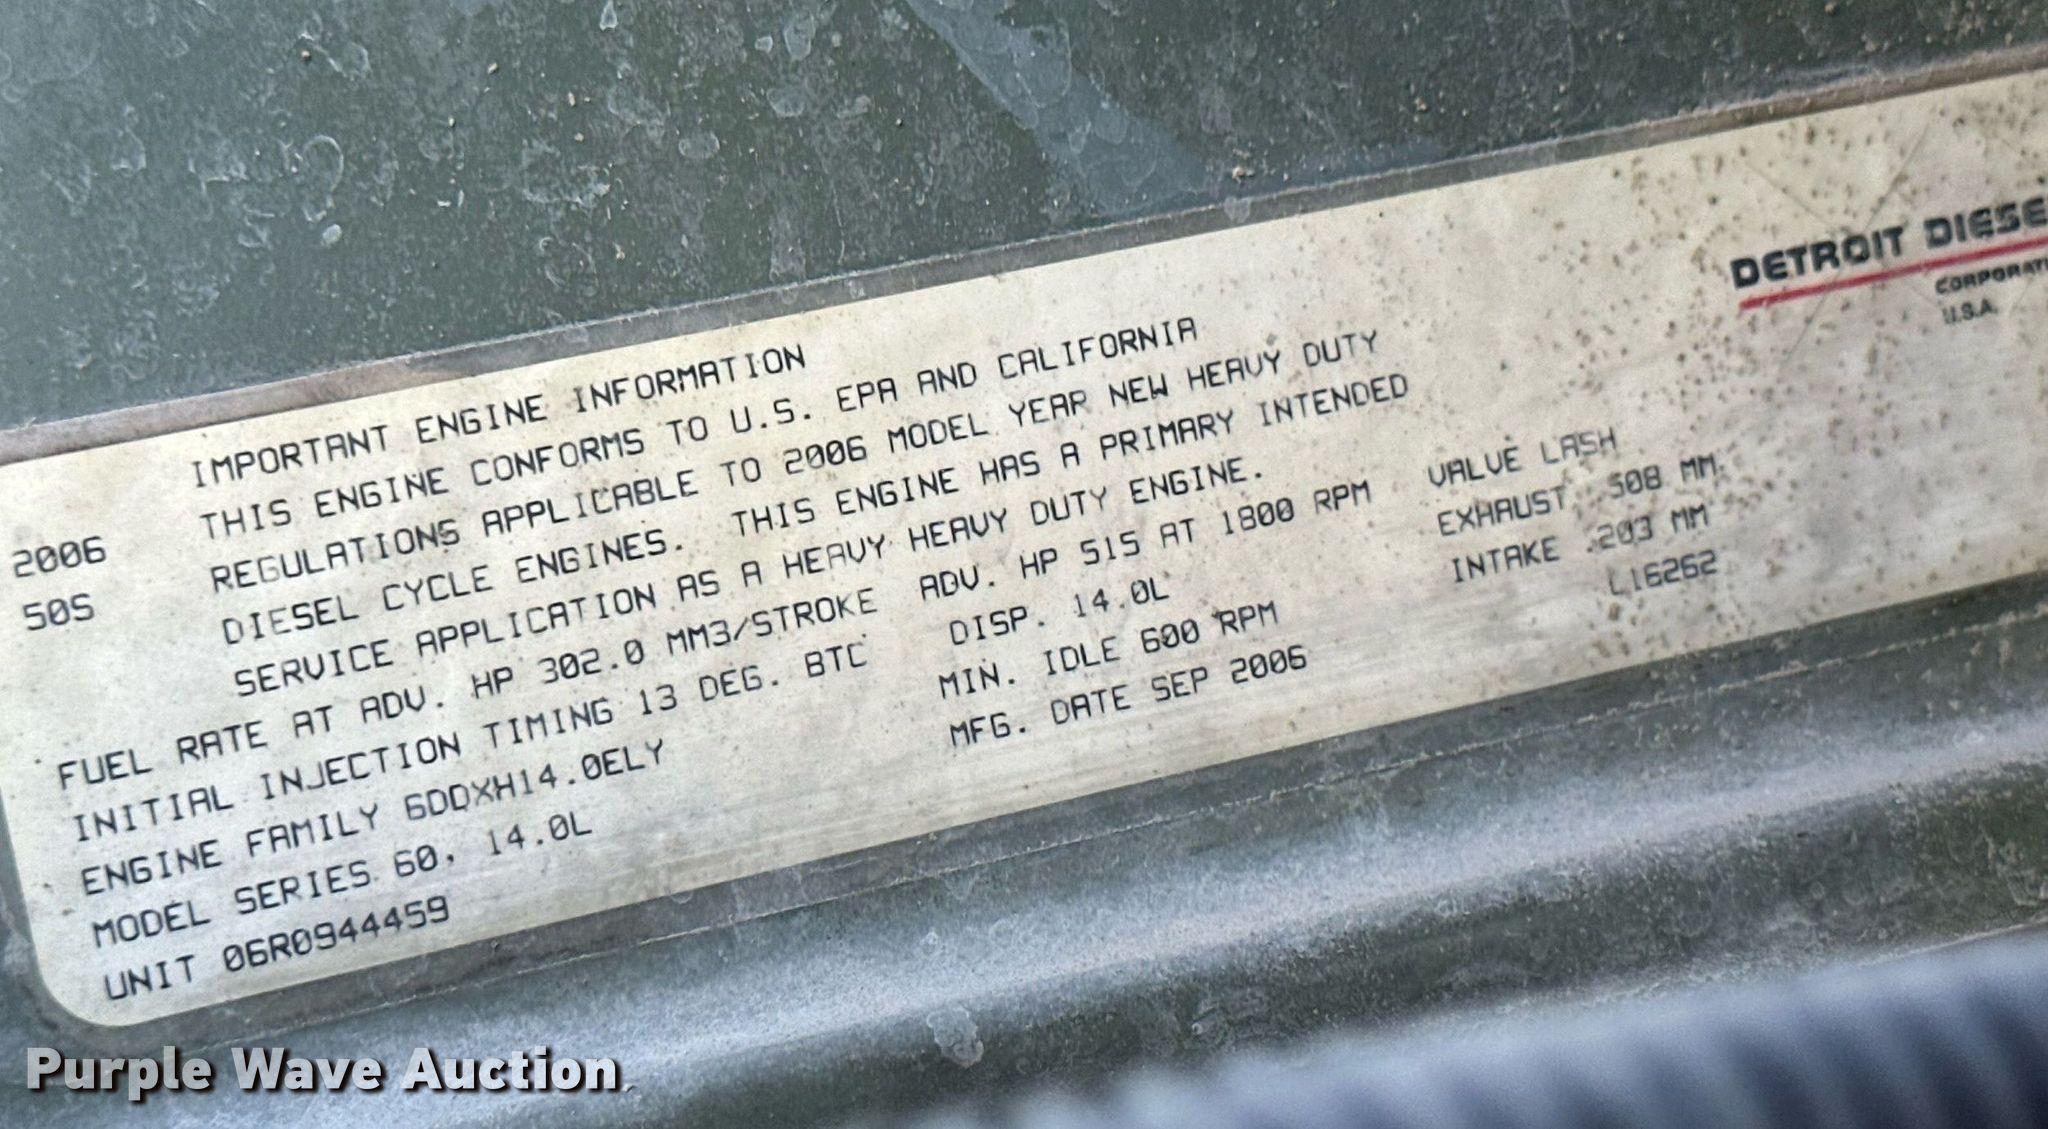 DETROIT DIESE
CORPORATI
U.S.A.
IMPORTANT ENGINE INFORMATION
THIS ENGINE CONFORMS TO U.S. EPA AND CALIFORNIA
2006 REGULATIONS APPLICABLE TO 2006 MODEL YEAR NEW HEAVY DUTY
50S DIESEL CYCLE ENGINES. THIS ENGINE HAS A PRIMARY INTENDED
SERVICE APPLICATION AS A HEAVY HEAVY DUTY ENGINE.
FUEL RATE AT ADV. HP 302.0 MM3/STROKE ADV. HP 515 AT 1800 RPM VALVE LASH
INITIAL INJECTION TIMING 13 DEG. BTC DISP. 14.0L EXHAUST .508 MM
ENGINE FAMILY 6DDXH14.0ELY MIN. IDLE 600 RPM INTAKE .203 MM
MODEL SERIES 60, 14.0L MFG. DATE SEP 2006 L16262
UNIT 06R0944459
Purple Wave Auction